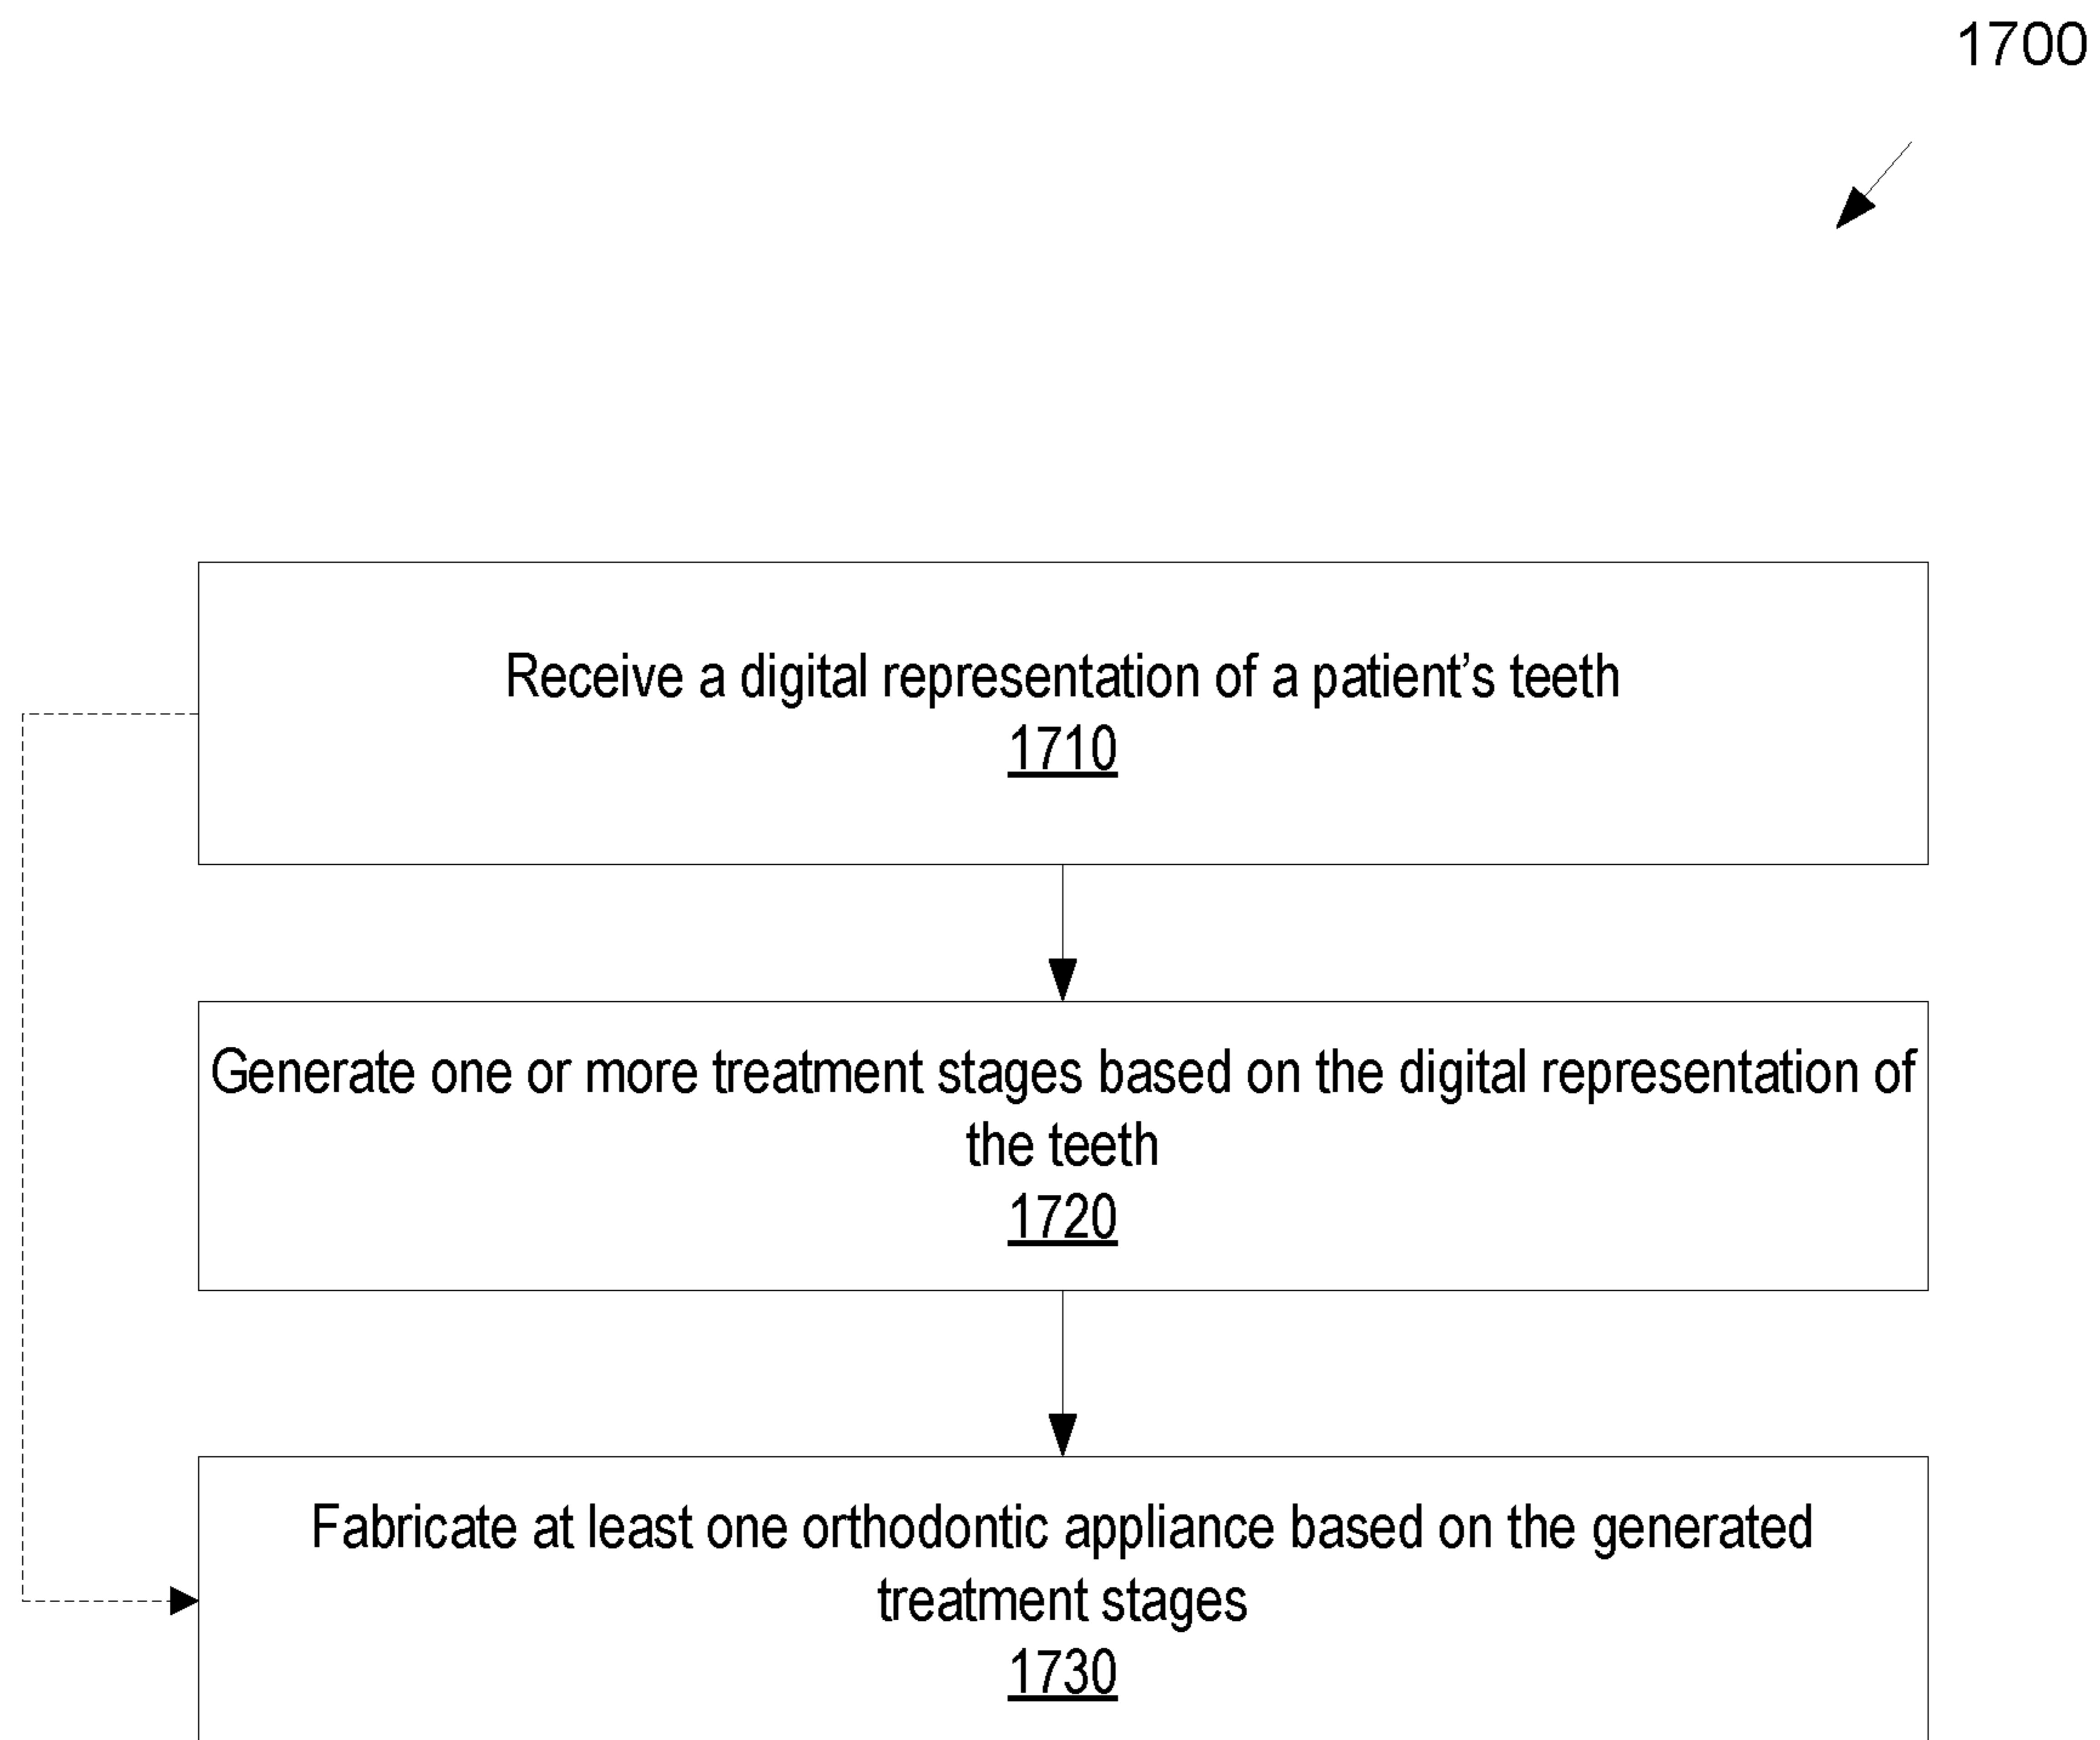 1700
Receive a digital representation of a patient’s teeth
1710
Generate one or more treatment stages based on the digital representation of
the teeth
1720
Fabricate at least one orthodontic appliance based on the generated
treatment stages
1730